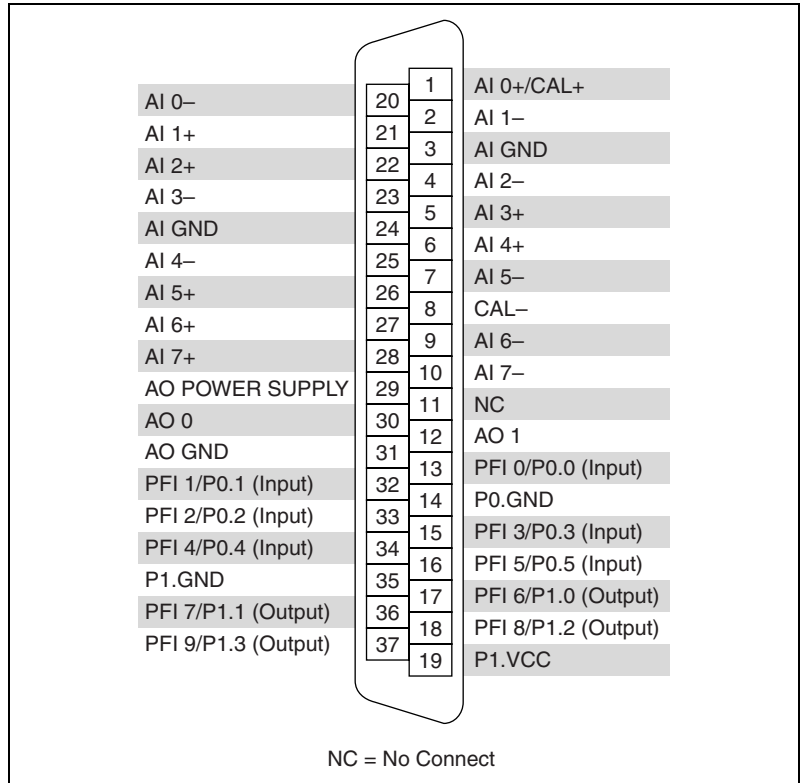 AI 0– 20 1 AI 0+/CAL+
AI 1+ 21 2 AI 1–
AI 2+ 22 3 AI GND
AI 3– 23 4 AI 2–
AI GND 24 5 AI 3+
AI 4– 25 6 AI 4+
AI 5+ 26 7 AI 5–
AI 6+ 27 8 CAL–
AI 7+ 28 9 AI 6–
AO POWER SUPPLY 29 10 AI 7–
AO 0 30 11 NC
AO GND 31 12 AO 1
PFI 1/P0.1 (Input) 32 13 PFI 0/P0.0 (Input)
PFI 2/P0.2 (Input) 33 14 P0.GND
PFI 4/P0.4 (Input) 34 15 PFI 3/P0.3 (Input)
P1.GND 35 16 PFI 5/P0.5 (Input)
PFI 7/P1.1 (Output) 36 17 PFI 6/P1.0 (Output)
PFI 9/P1.3 (Output) 37 18 PFI 8/P1.2 (Output)
19 P1.VCC
NC = No Connect